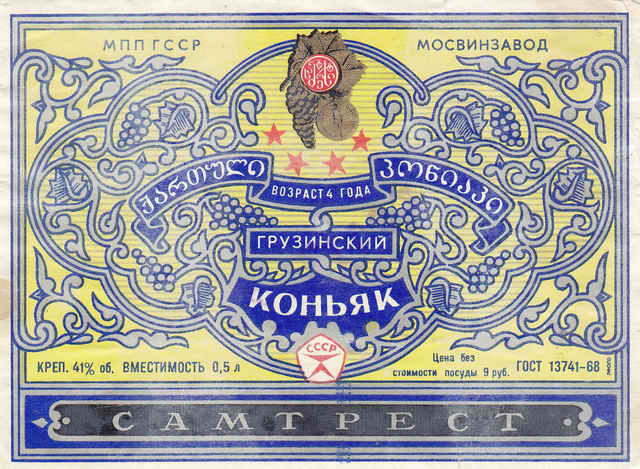 МПП ГССР
МОСВИНЗАВОД
ქართული კონიაკი
ВОЗРАСТ 4 ГОДА
ГРУЗИНСКИЙ
КОНЬЯК
СССР
КРЕП. 41% об. ВМЕСТИМОСТЬ 0,5 л
Цена без
стоимости посуды 9 руб.
ГОСТ 13741-68
САМТРЕСТ